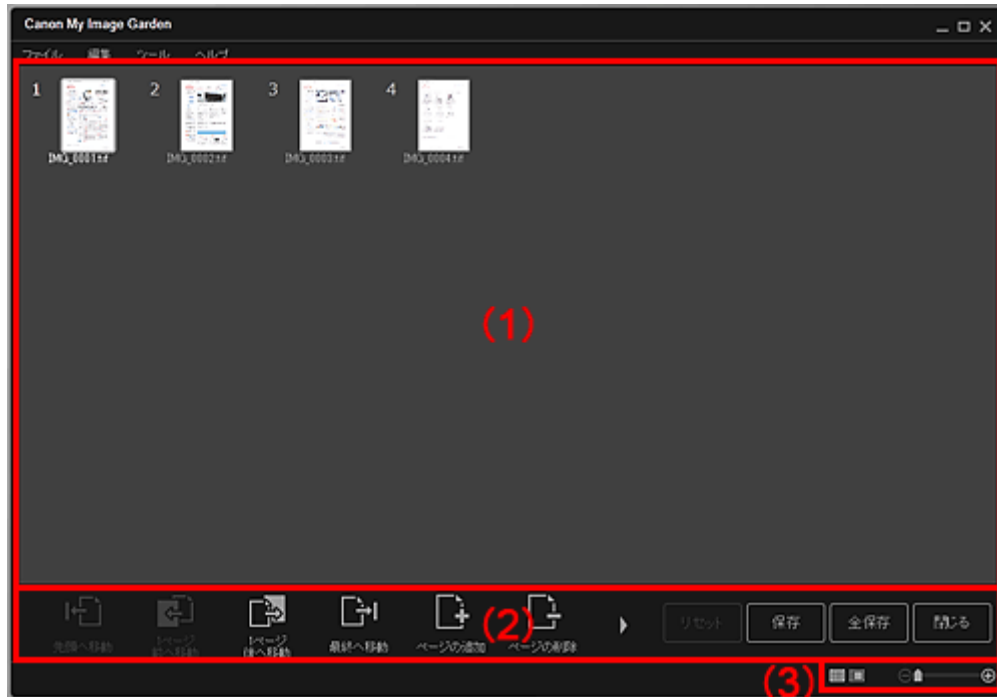 Canon My Image Garden
ファイル 編集 ツール ヘルプ
1 2 3 4
IMG_0001.tif IMG_0002.tif IMG_0003.tif IMG_0004.tif
(1)
先頭へ移動 1ページ前へ移動 1ページ後へ移動 最終へ移動 ページの追加 ページの削除 リセット 保存 全保存 閉じる
(2)
(3)